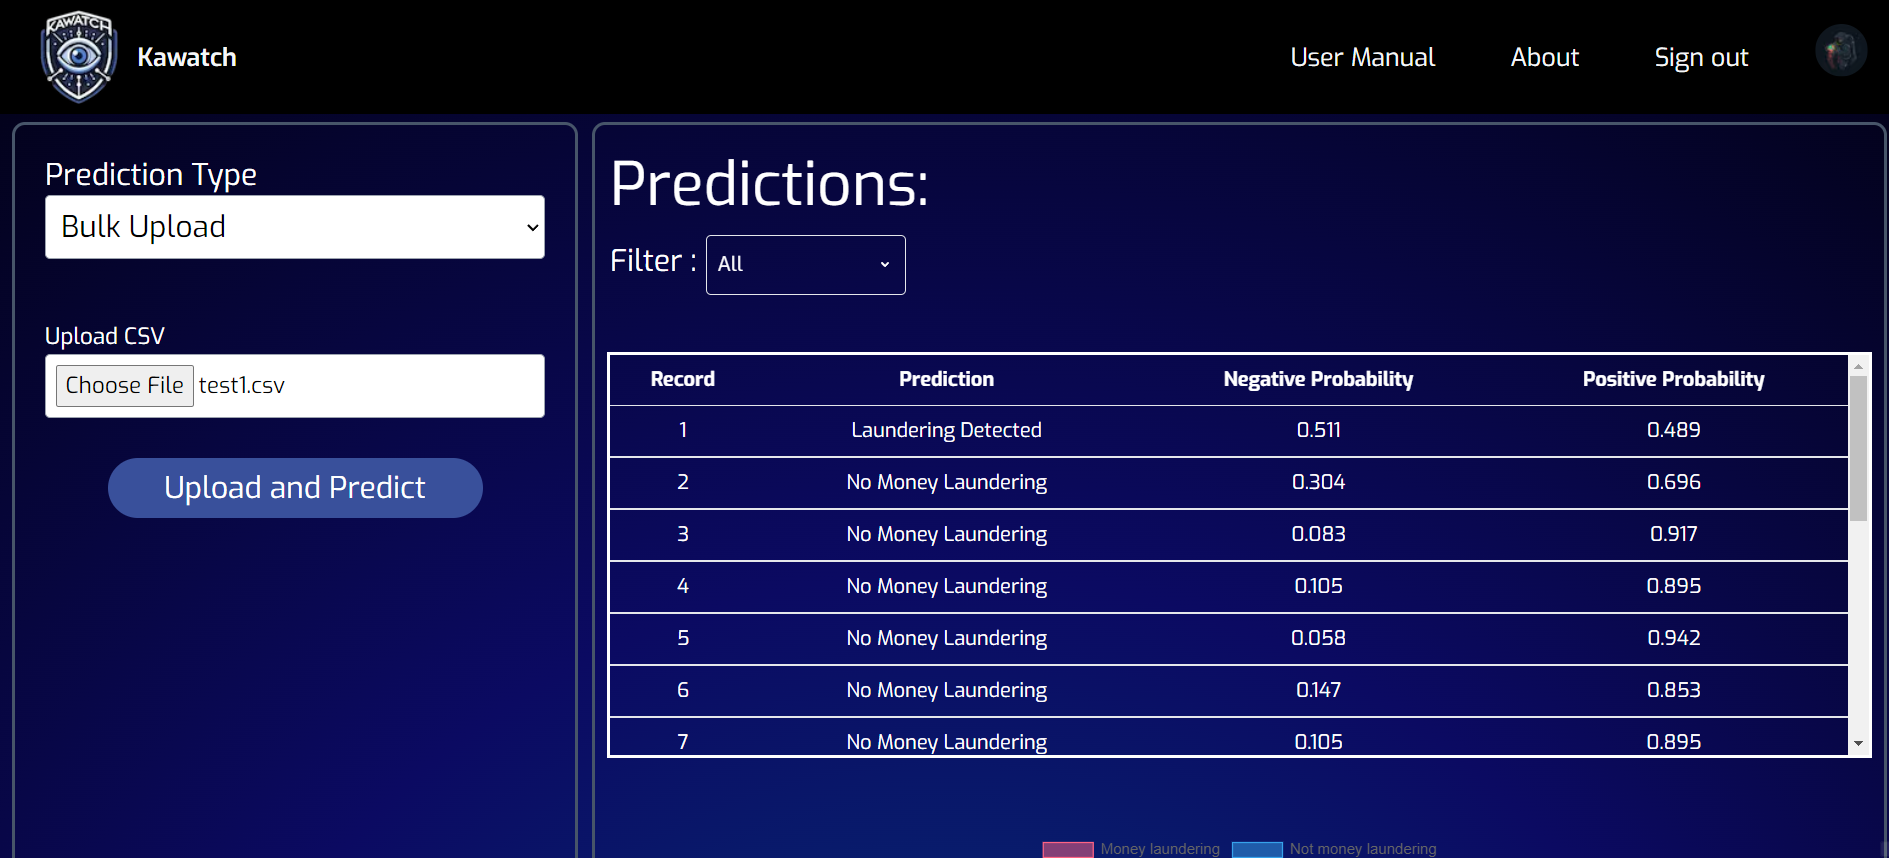 KAWATCH
Kawatch
User Manual
About
Sign out
Prediction Type
Bulk Upload
Upload CSV
Choose File test1.csv
Upload and Predict
Predictions:
Filter : All
Record Prediction Negative Probability Positive Probability
1 Laundering Detected 0.511 0.489
2 No Money Laundering 0.304 0.696
3 No Money Laundering 0.083 0.917
4 No Money Laundering 0.105 0.895
5 No Money Laundering 0.058 0.942
6 No Money Laundering 0.147 0.853
7 No Money Laundering 0.105 0.895
Money laundering Not money laundering